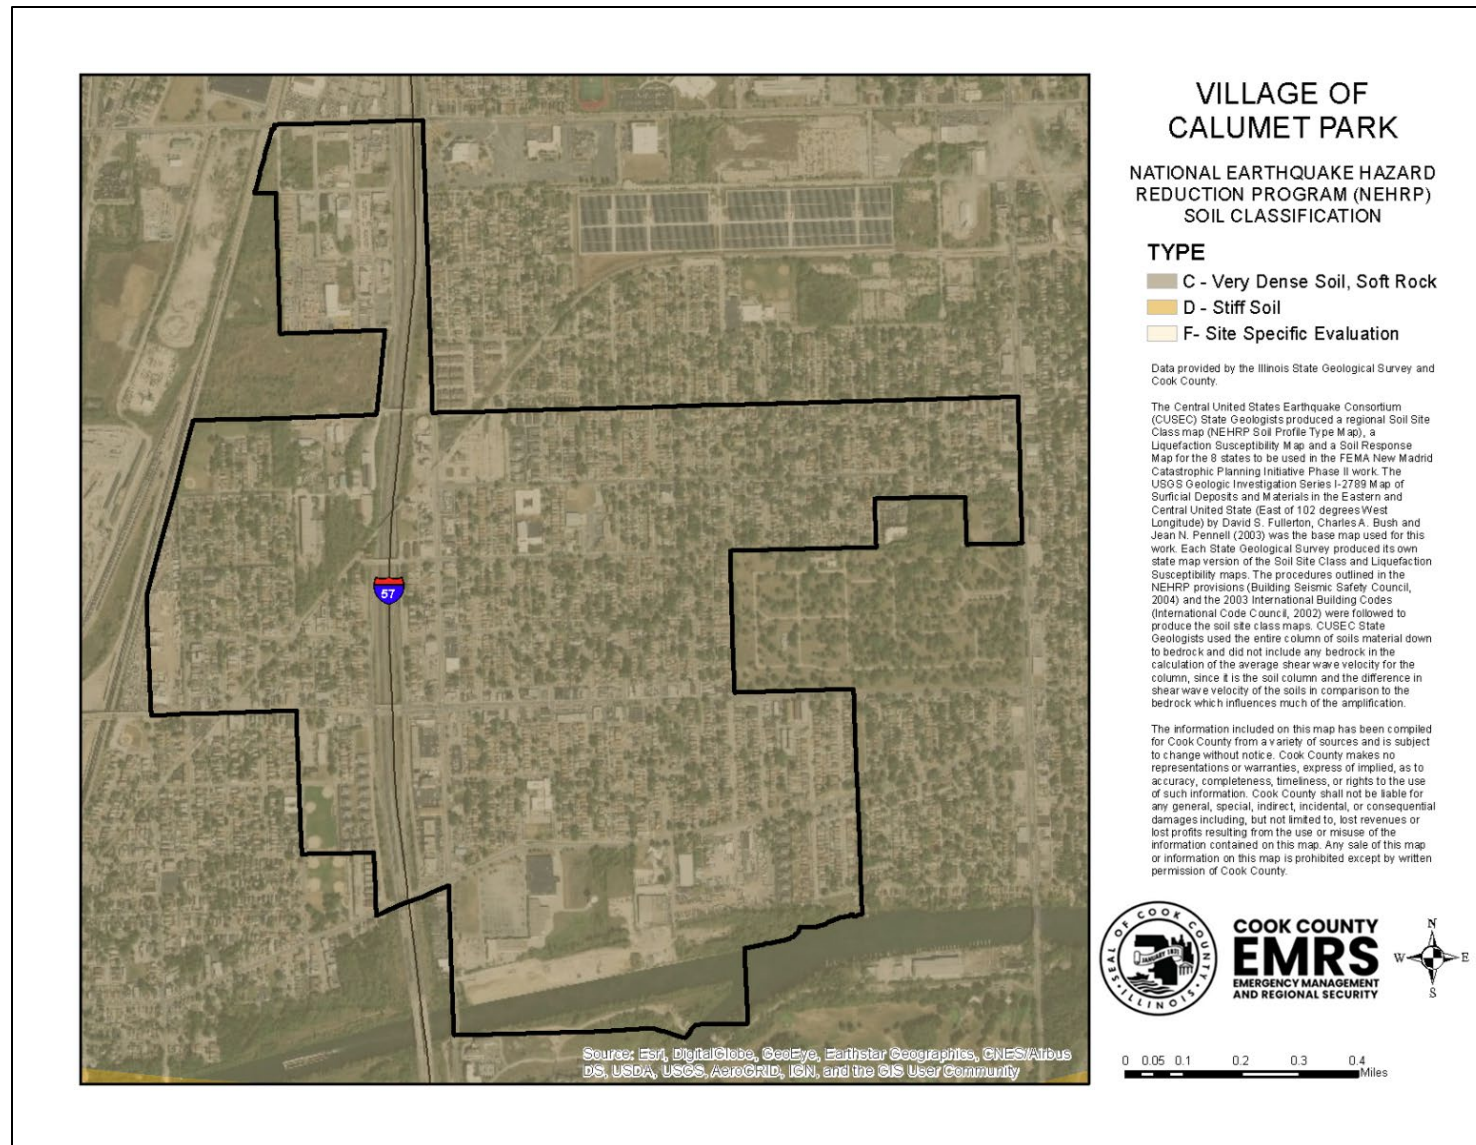 VILLAGE OF
CALUMET PARK
NATIONAL EARTHQUAKE HAZARD
REDUCTION PROGRAM (NEHRP)
SOIL CLASSIFICATION
TYPE
C - Very Dense Soil, Soft Rock
D - Stiff Soil
F- Site Specific Evaluation
Data provided by the Illinois State Geological Survey and
Cook County.
The Central United States Earthquake Consortium
(CUSEC) State Geologists produced a regional Soil Site
Class map (NEHRP Soil Profile Type Map), a
Liquefaction Susceptibility Map and a Soil Response
Map for the 8 states to be used in the FEMA New Madrid
Catastrophic Planning Initiative Phase II work. The
USGS Geologic Investigation Series I-2789 Map of
Surficial Deposits and Materials in the Eastern and
Central United State (East of 102 degrees West
Longitude) by David S. Fullerton, Charles A. Bush and
Jean N. Pennell (2003) was the base map used for this
work. Each State Geological Survey produced its own
state map version of the Soil Site Class and Liquefaction
Susceptibility maps. The procedures outlined in the
NEHRP provisions (Building Seismic Safety Council,
2004) and the 2003 International Building Codes
(International Code Council, 2002) were followed to
produce the soil site class maps. CUSEC State
Geologists used the entire column of soils material down
to bedrock and did not include any bedrock in the
calculation of the average shear wave velocity for the
column, since it is the soil column and the difference in
shear wave velocity of the soils in comparison to the
bedrock which influences much of the amplification.
The information included on this map has been compiled
for Cook County from a variety of sources and is subject
to change without notice. Cook County makes no
representations or warranties, express of implied, as to
accuracy, completeness, timeliness, or rights to the use
of such information. Cook County shall not be liable for
any general, special, indirect, incidental, or consequential
damages including, but not limited to, lost revenues or
lost profits resulting from the use or misuse of the
information contained on this map. Any sale of this map
or information on this map is prohibited except by written
permission of Cook County.
57
SEAL OF COOK COUNTY
JANUARY 1831
ILLINOIS
COOK COUNTY
EMRS
EMERGENCY MANAGEMENT
AND REGIONAL SECURITY
N
W E
S
0 0.05 0.1 0.2 0.3 0.4
Miles
Source: Esri, DigitalGlobe, GeoEye, Earthstar Geographics, CNES/Airbus
DS, USDA, USGS, AeroGRID, IGN, and the GIS User Community